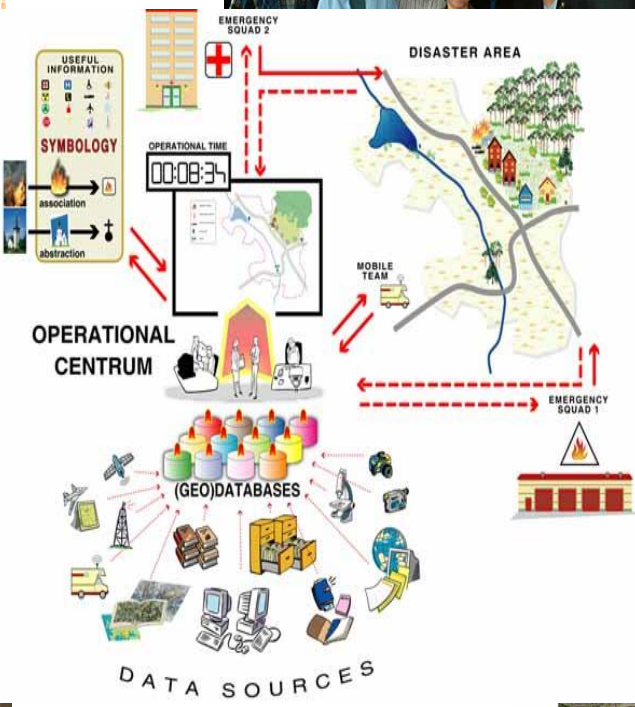 EMERGENCY
SQUAD 2
DISASTER AREA
USEFUL
INFORMATION
SYMBOLOGY
association
abstraction
OPERATIONAL TIME
00:08:34
MOBILE
TEAM
OPERATIONAL
CENTRUM
EMERGENCY
SQUAD 1
(GEO)DATABASES
DATA SOURCES